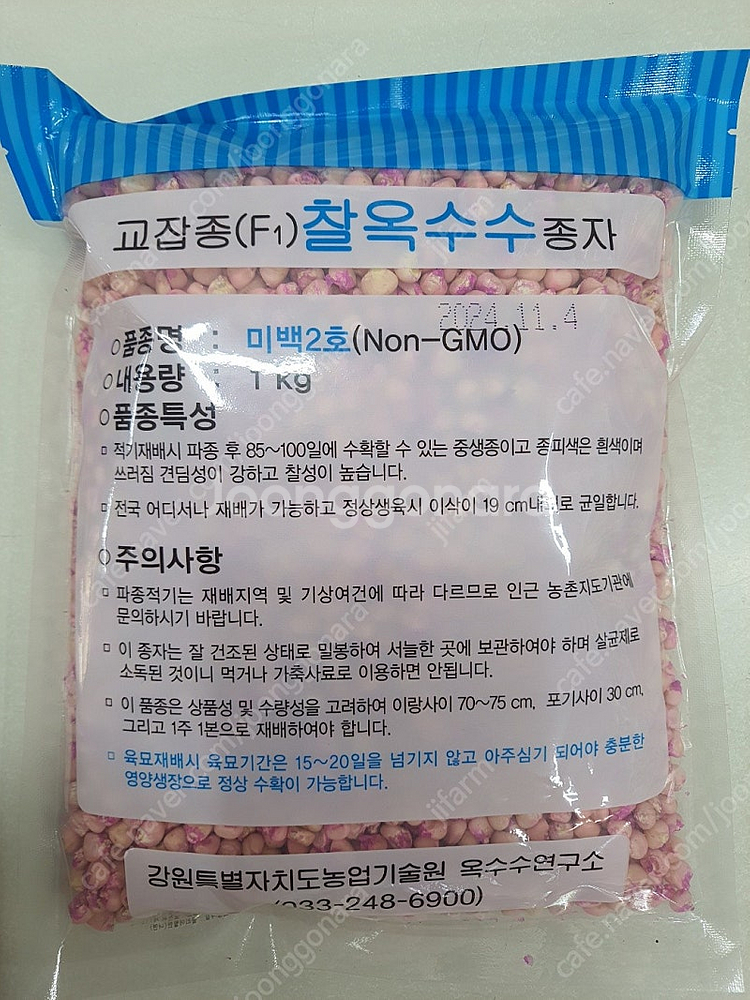 교잡종(F1)찰옥수수종자
2024.11.4
○품종명 : 미백2호(Non-GMO)
○내용량 : 1 kg
○품종특성
▫ 적기재배시 파종 후 85~100일에 수확할 수 있는 중생종이고 종피색은 흰색이며
쓰러짐 견딤성이 강하고 찰성이 높습니다.
▫ 전국 어디서나 재배가 가능하고 정상생육시 이삭이 19 cm내외로 균일합니다.
○주의사항
▫ 파종적기는 재배지역 및 기상여건에 따라 다르므로 인근 농촌지도기관에
문의하시기 바랍니다.
▫ 이 종자는 잘 건조된 상태로 밀봉하여 서늘한 곳에 보관하여야 하며 살균제로
소독된 것이니 먹거나 가축사료로 이용하면 안됩니다.
▫ 이 품종은 상품성 및 수량성을 고려하여 이랑사이 70~75 cm, 포기사이 30 cm,
그리고 1주 1본으로 재배하여야 합니다.
▫ 육묘재배시 육묘기간은 15~20일을 넘기지 않고 아주심기 되어야 충분한
영양생장으로 정상 수확이 가능합니다.
강원특별자치도농업기술원 옥수수연구소
(033-248-6900)
joonggonara
cafe.naver.com/joonggonara
jifarm